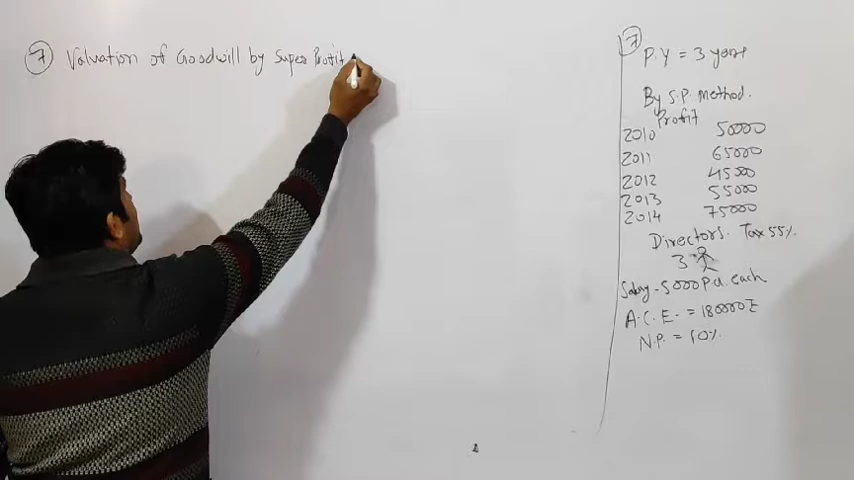 7 Valuation of Goodwill by Super Profit
7 P.Y = 3 years
By S.P. Method.
Profit
2010 50000
2011 65000
2012 45000
2013 55000
2014 75000
Directors. Tax 55%.
3
Salary - 5000 P.a. each
A.C.E. = 180000
N.P. = 10%.